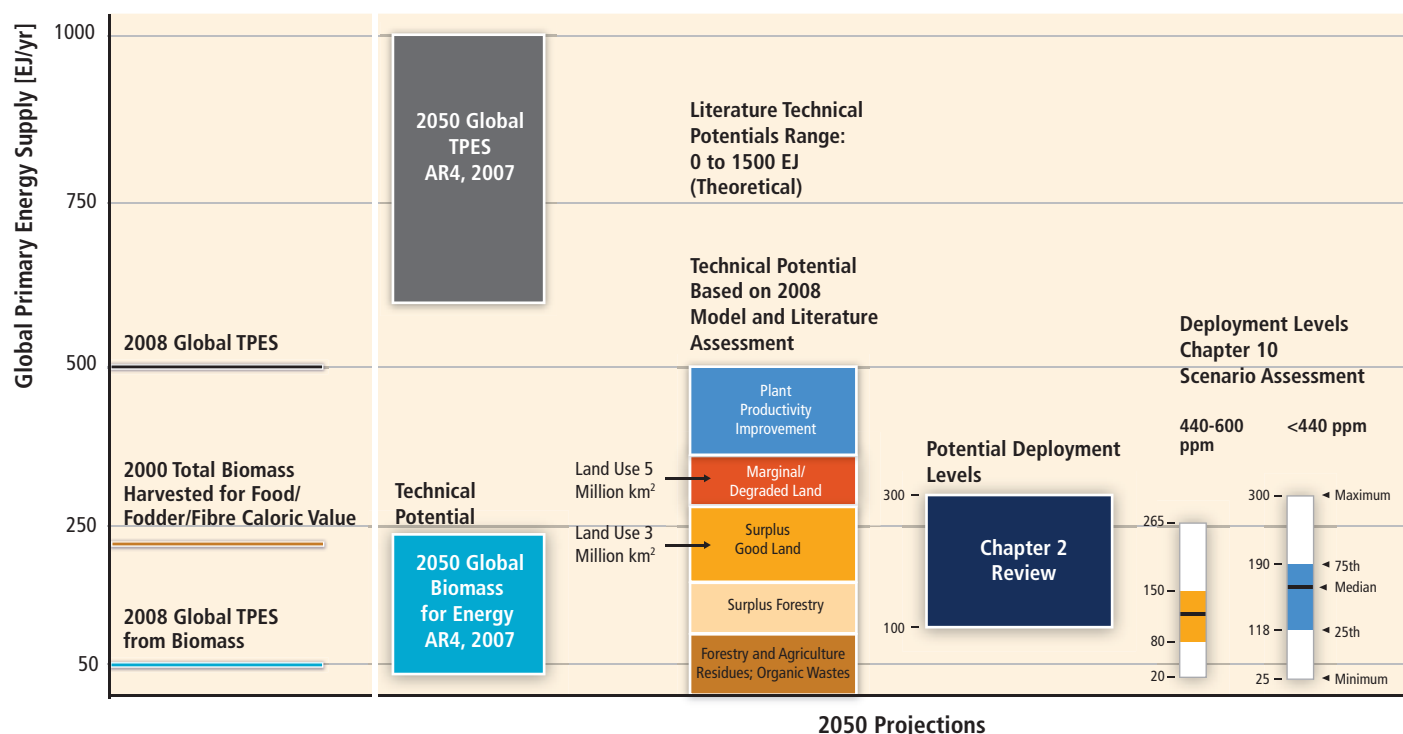 Global Primary Energy Supply [EJ/yr]
1000
750
500
250
50
2008 Global TPES
2000 Total Biomass
Harvested for Food/
Fodder/Fibre Caloric Value
2008 Global TPES
from Biomass
2050 Global
TPES
AR4, 2007
Technical
Potential
2050 Global
Biomass
for Energy
AR4, 2007
Literature Technical
Potentials Range:
0 to 1500 EJ
(Theoretical)
Technical Potential
Based on 2008
Model and Literature
Assessment
Plant
Productivity
Improvement
Land Use 5
Million km²
Marginal/
Degraded Land
Land Use 3
Million km²
Surplus
Good Land
Surplus Forestry
Forestry and Agriculture
Residues; Organic Wastes
Potential Deployment
Levels
300
100
Chapter 2
Review
Deployment Levels
Chapter 10
Scenario Assessment
440-600
ppm
265
150
80
20
<440 ppm
300
190
118
25
Maximum
75th
Median
25th
Minimum
2050 Projections